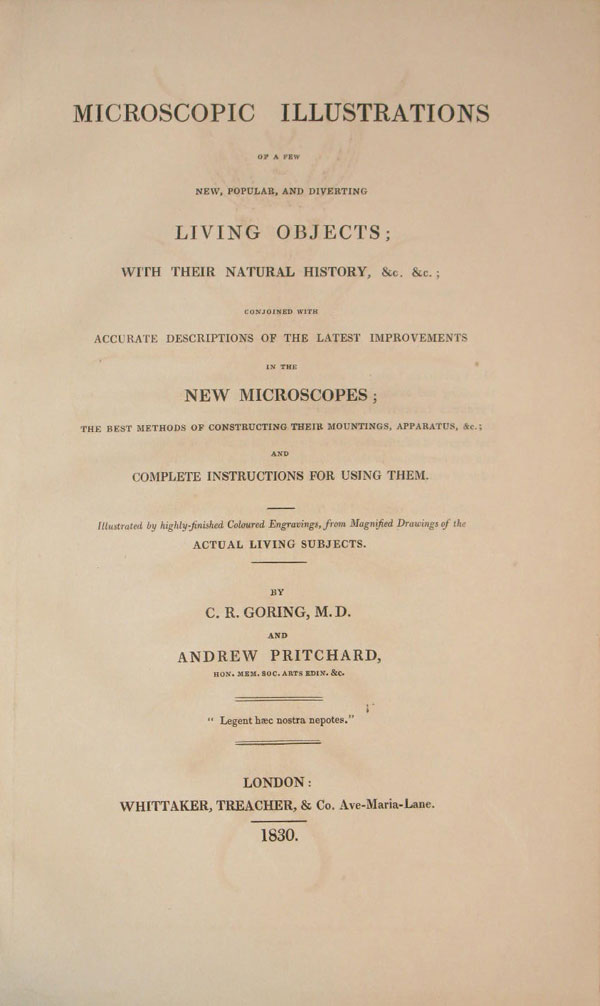 MICROSCOPIC ILLUSTRATIONS
OF A FEW
NEW, POPULAR, AND DIVERTING
LIVING OBJECTS;
WITH THEIR NATURAL HISTORY, &c. &c.;
CONJOINED WITH
ACCURATE DESCRIPTIONS OF THE LATEST IMPROVEMENTS
IN THE
NEW MICROSCOPES;
THE BEST METHODS OF CONSTRUCTING THEIR MOUNTINGS, APPARATUS, &c.;
AND
COMPLETE INSTRUCTIONS FOR USING THEM.
Illustrated by highly-finished Coloured Engravings, from Magnified Drawings of the
ACTUAL LIVING SUBJECTS.
BY
C. R. GORING, M.D.
AND
ANDREW PRITCHARD,
HON. MEM. SOC. ARTS EDIN. &c.
" Legent hæc nostra nepotes."
LONDON:
WHITTAKER, TREACHER, & Co. Ave-Maria-Lane.
1830.